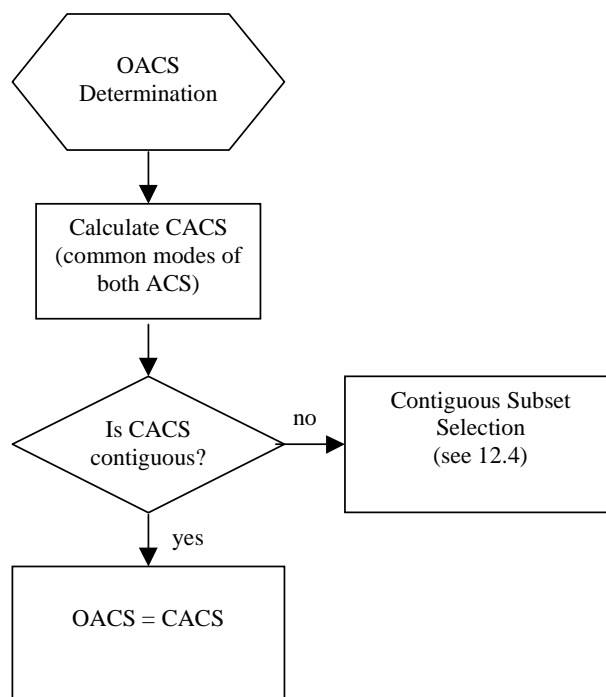 OACS
Determination
Calculate CACS
(common modes of
both ACS)
Is CACS
contiguous?
no
Contiguous Subset
Selection
(see 12.4)
yes
OACS = CACS